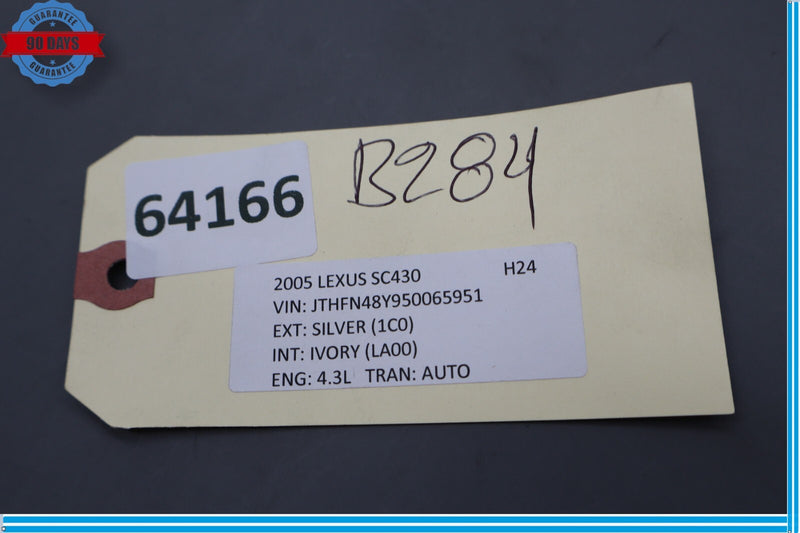 GUARANTEE
90 DAYS
GUARANTEE
64166
B284
2005 LEXUS SC430 H24
VIN: JTHFN48Y950065951
EXT: SILVER (1C0)
INT: IVORY (LA00)
ENG: 4.3L TRAN: AUTO